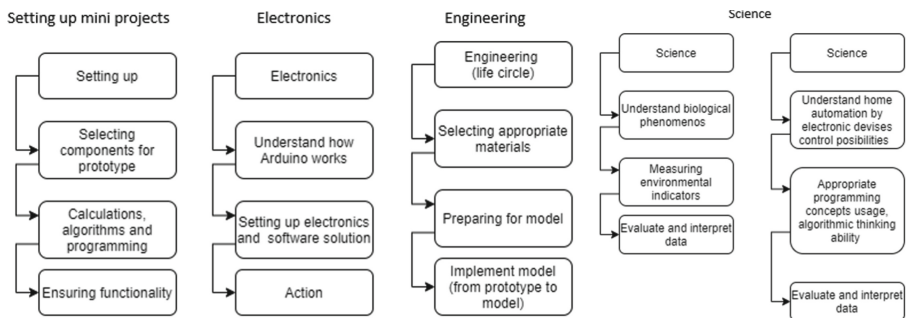 Setting up mini projects
Setting up
Selecting
components for
prototype
Calculations,
algorithms and
programming
Ensuring functionality
Electronics
Electronics
Understand how
Arduino works
Setting up electronics
and software solution
Action
Engineering
Engineering
(life circle)
Selecting appropriate
materials
Preparing for model
Implement model
(from prototype to
model)
Science
Science
Understand biological
phenomenos
Measuring
environmental
indicators
Evaluate and interpret
data
Science
Understand home
automation by
electronic devises
control posibilities
Appropriate
programming
concepts usage,
algorithmic thinking
ability
Evaluate and interpret
data